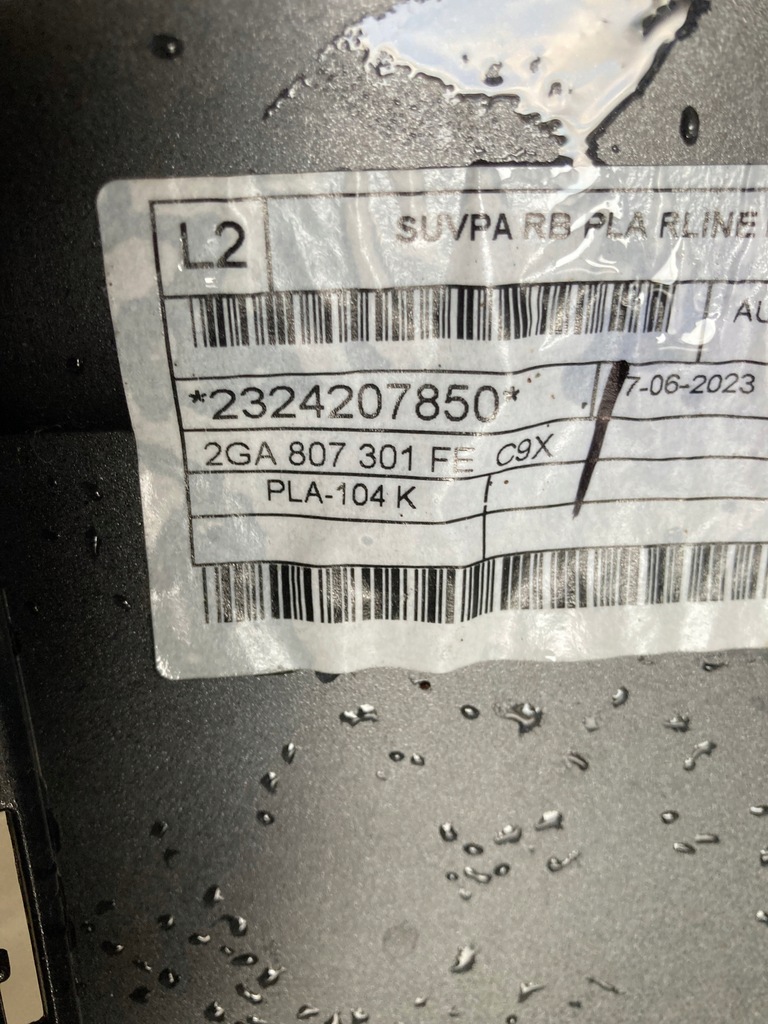 L2
SUVPA RB PLA RLINE
AU
*2324207850*
7-06-2023
2GA 807 301 FE C9X
PLA-104 K